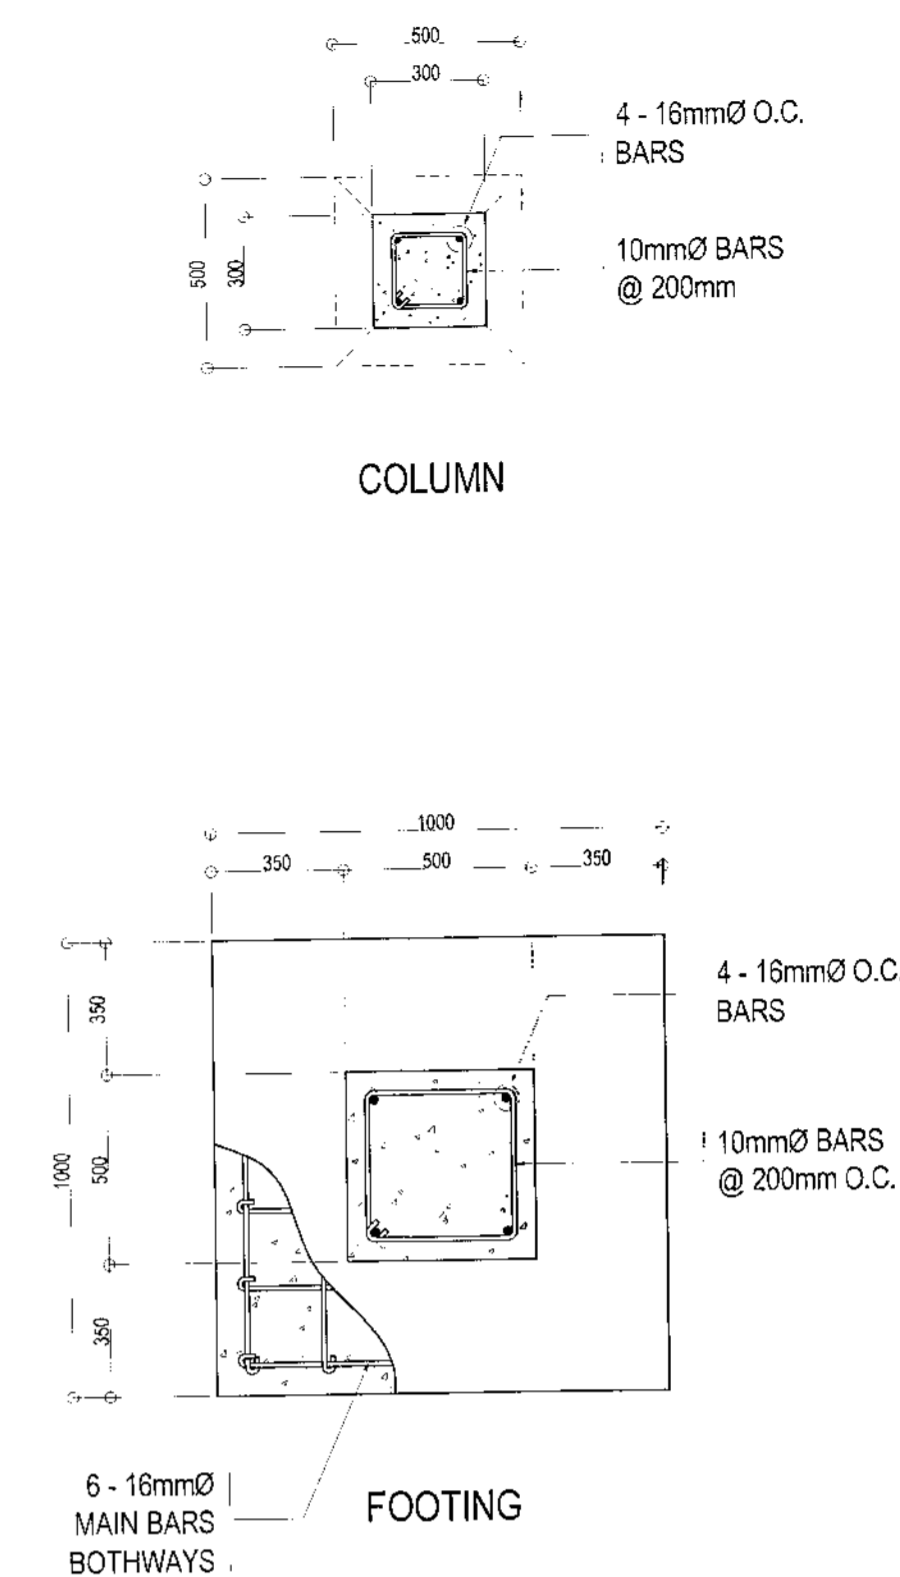 500
300
4 - 16mmØ O.C.
BARS
500
300
10mmØ BARS
@ 200mm
COLUMN
1000
350
500
350
350
1000
500
350
4 - 16mmØ O.C.
BARS
10mmØ BARS
@ 200mm O.C.
6 - 16mmØ
MAIN BARS
BOTHWAYS
FOOTING